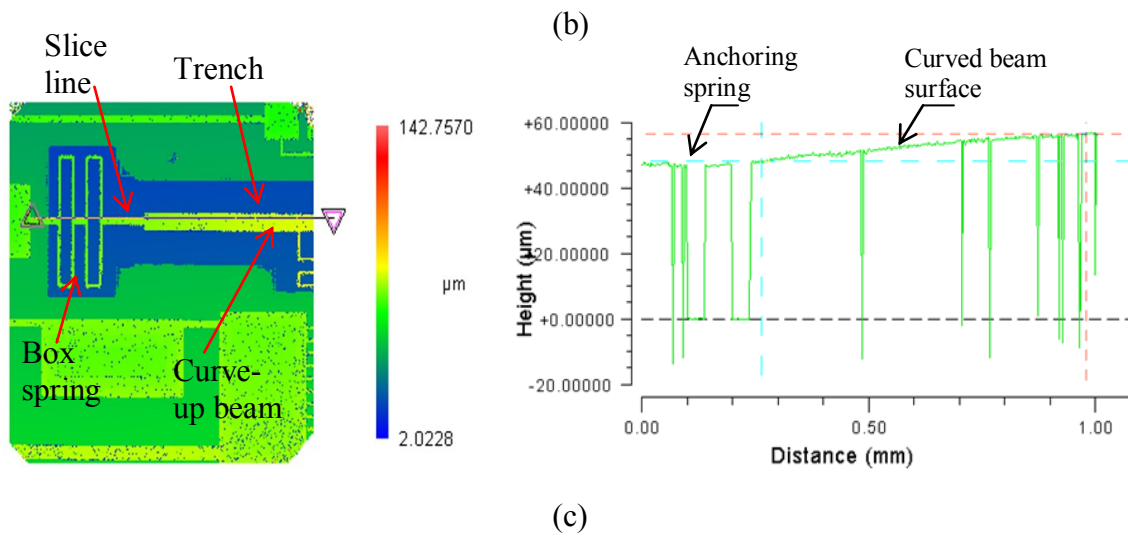 (b)
Slice
line
Trench
Box
spring
Curve-
up beam
142.7570
µm
2.0228
Anchoring
spring
Curved beam
surface
Height (µm)
+60.00000
+40.00000
+20.00000
+0.00000
-20.00000
0.00
0.50
1.00
Distance (mm)
(c)